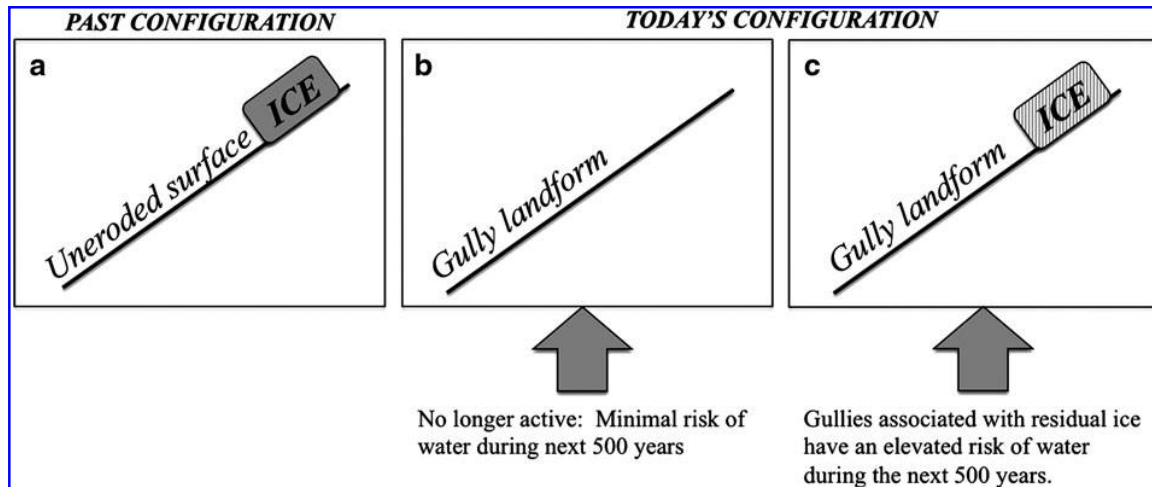 PAST CONFIGURATION
TODAY'S CONFIGURATION
a
ICE
Uneroded surface
b
Gully landform
c
ICE
Gully landform
No longer active: Minimal risk of
water during next 500 years
Gullies associated with residual ice
have an elevated risk of water
during the next 500 years.